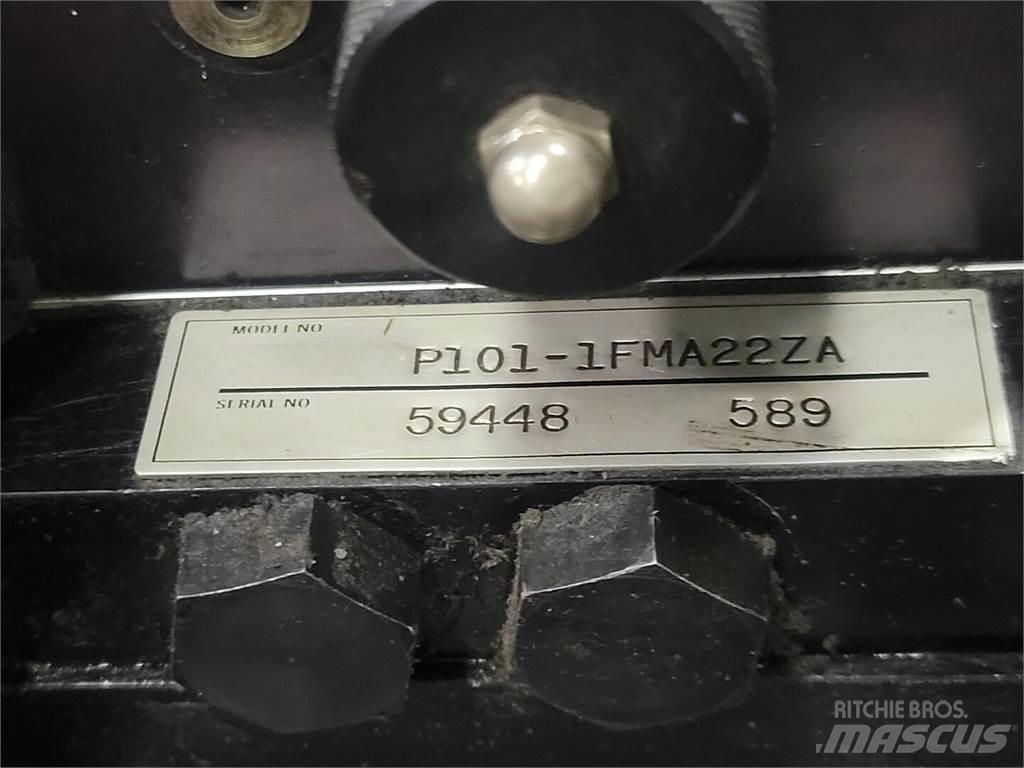 MODEL NO
P101-1FMA22ZA
SERIAL NO
59448 589
RITCHIE BROS.
MASCUS